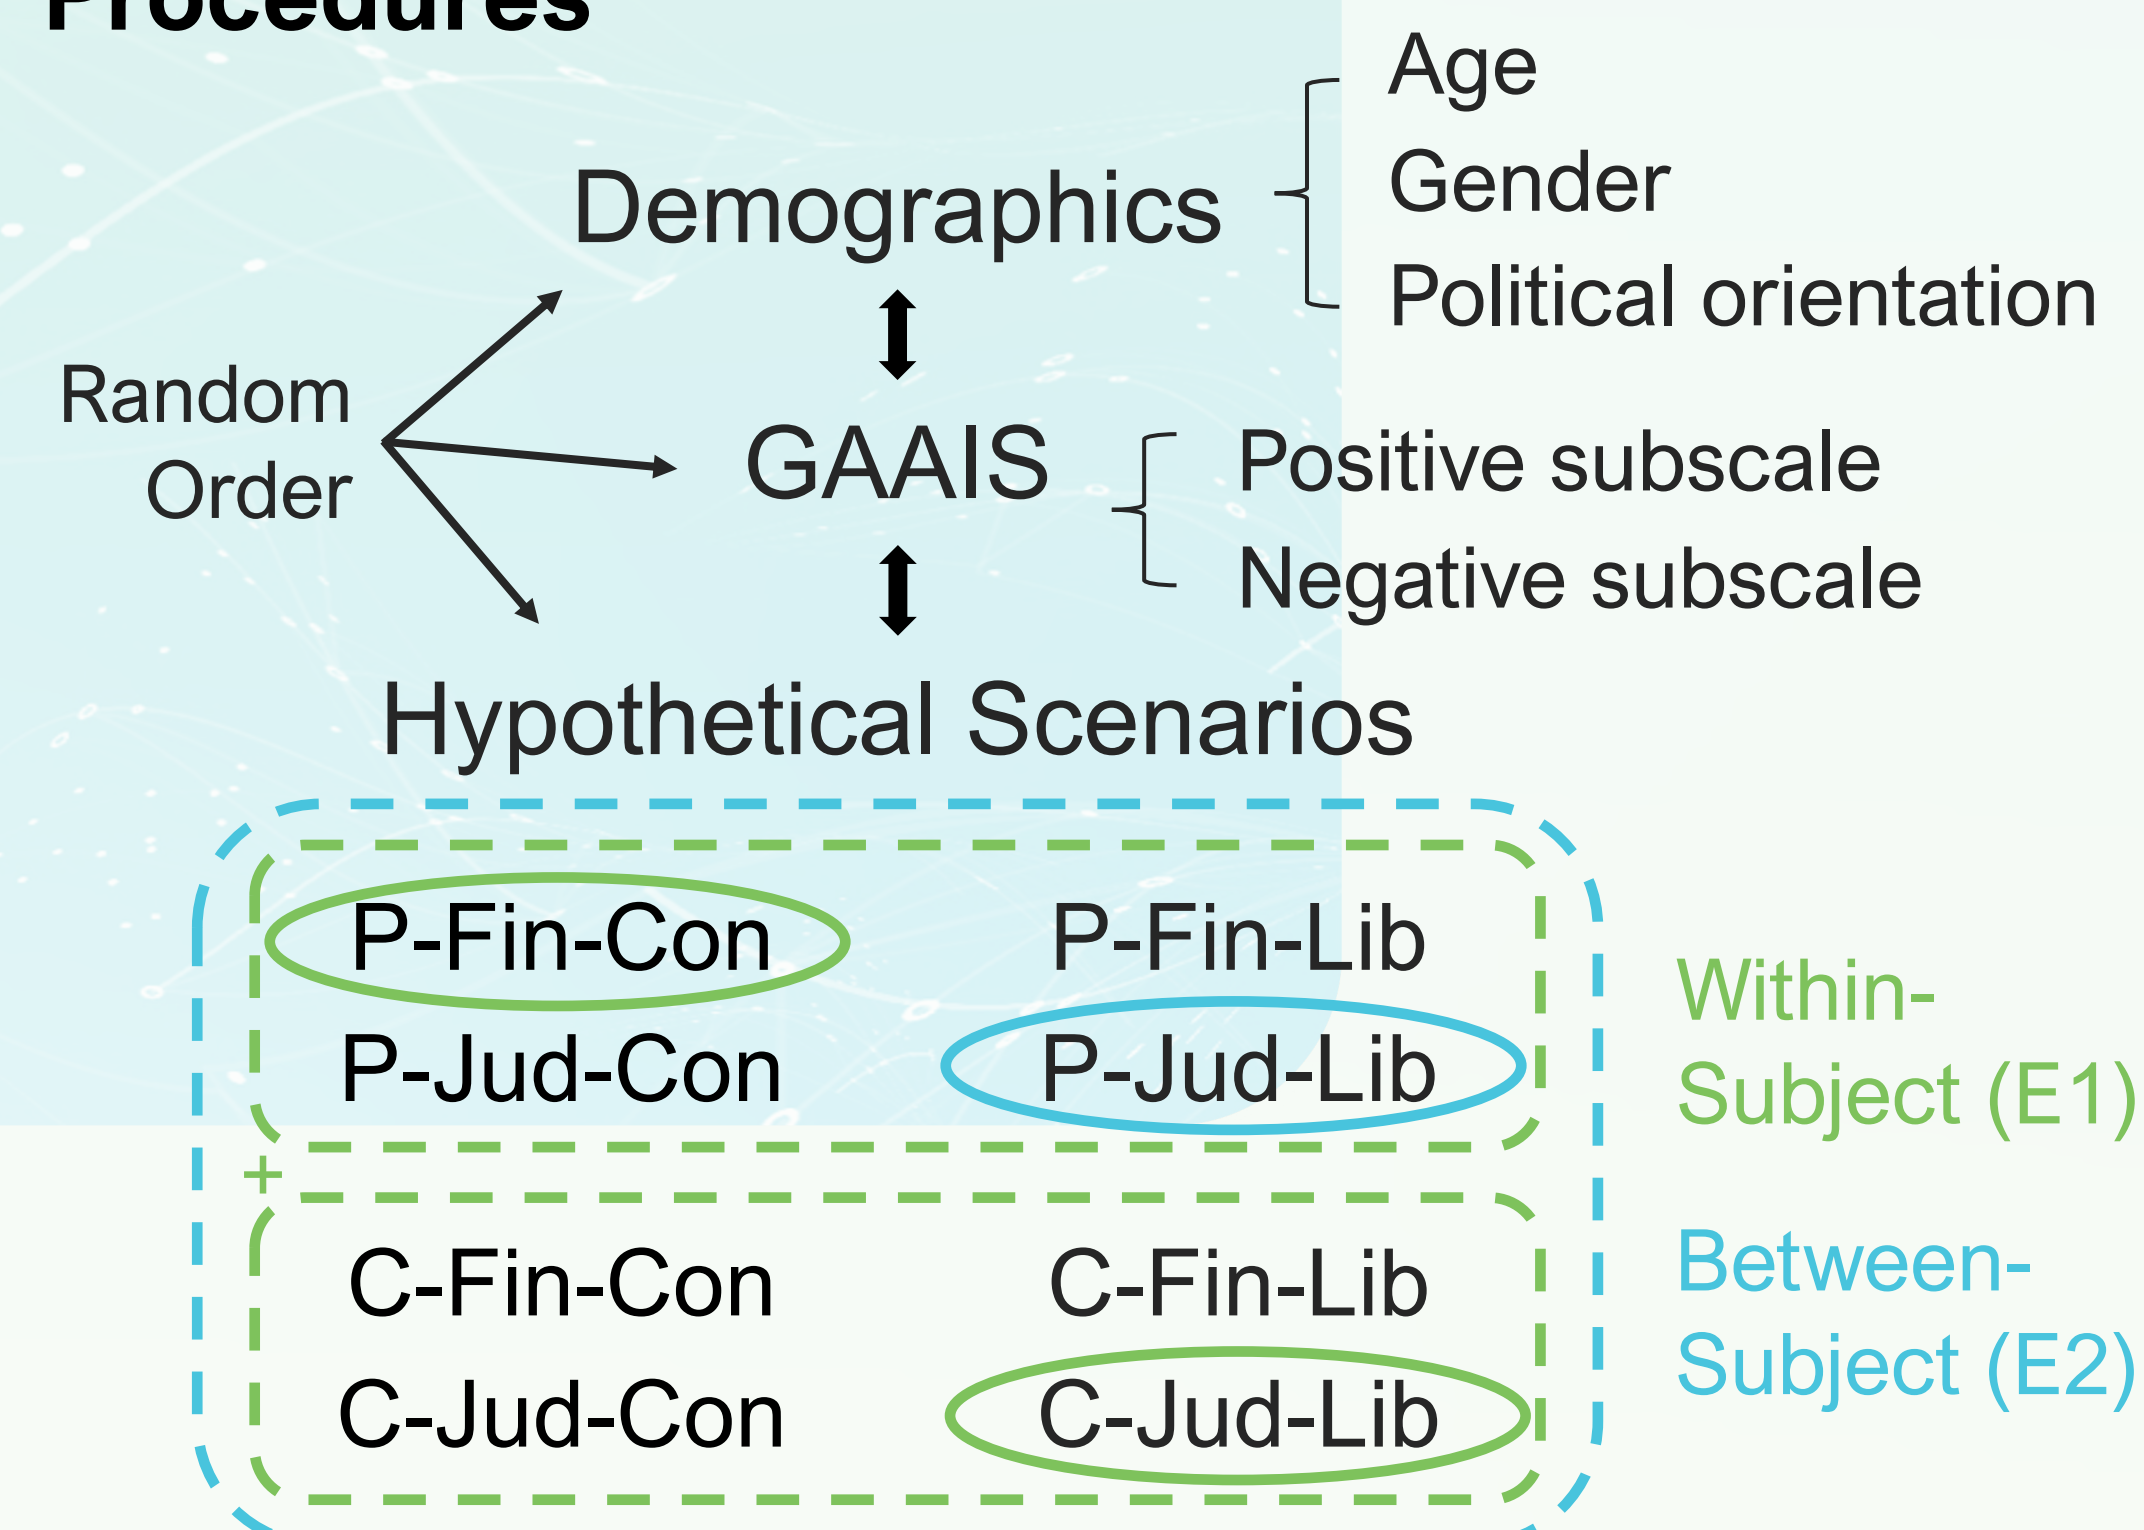 Procedures
Demographics
Age
Gender
Political orientation
Random
Order
GAAIS
Positive subscale
Negative subscale
Hypothetical Scenarios
P-Fin-Con
P-Fin-Lib
P-Jud-Con
P-Jud-Lib
+
C-Fin-Con
C-Fin-Lib
C-Jud-Con
C-Jud-Lib
Within-
Subject (E1)
Between-
Subject (E2)